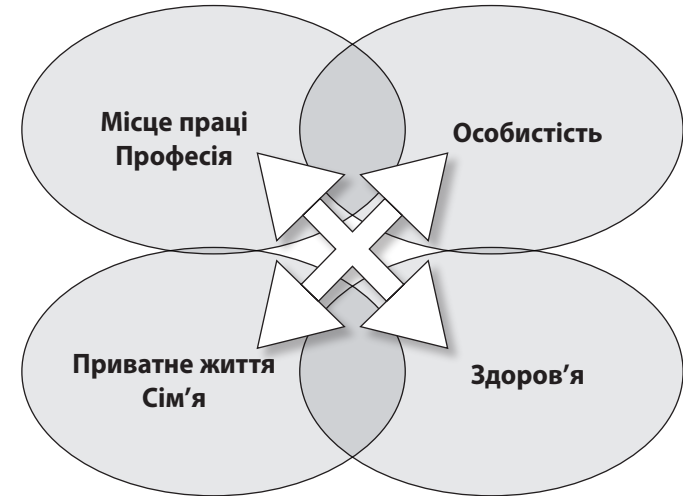 Місце праці
Професія
Особистість
Приватне життя
Сім’я
Здоров’я